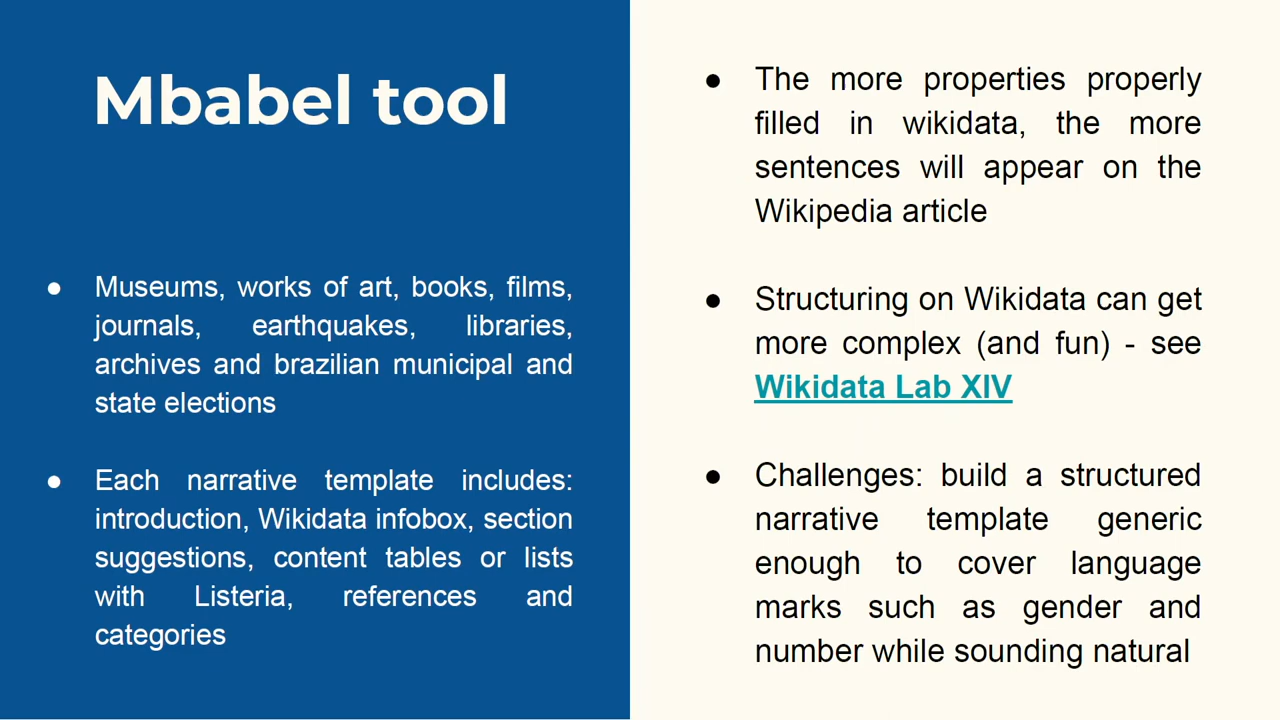 Mbabel tool
● Museums, works of art, books, films,
journals, earthquakes, libraries,
archives and brazilian municipal and
state elections
● Each narrative template includes:
introduction, Wikidata infobox, section
suggestions, content tables or lists
with Listeria, references and
categories
● The more properties properly
filled in wikidata, the more
sentences will appear on the
Wikipedia article
● Structuring on Wikidata can get
more complex (and fun) - see
Wikidata Lab XIV
● Challenges: build a structured
narrative template generic
enough to cover language
marks such as gender and
number while sounding natural